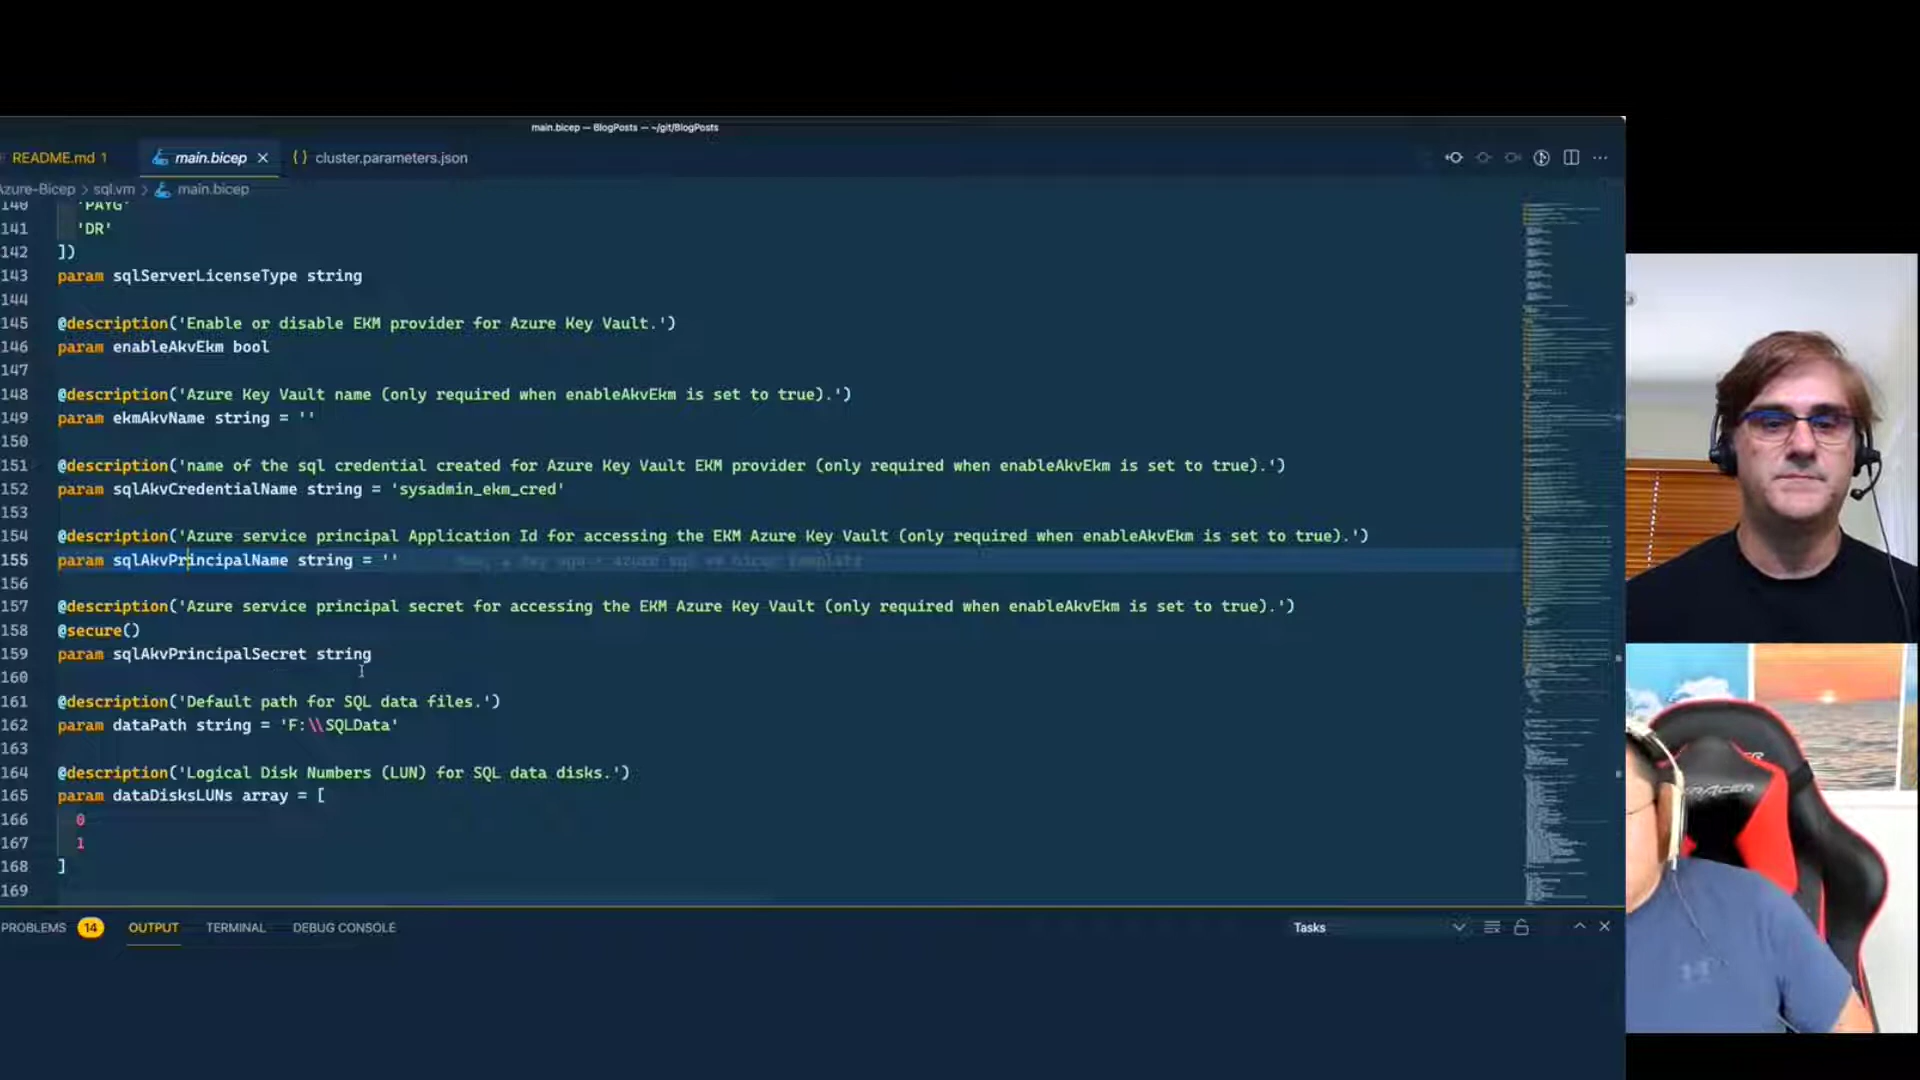 main.bicep — BlogPosts — ~/git/BlogPosts
README.md 1
main.bicep
{ } cluster.parameters.json
Azure-Bicep > sql.vm > main.bicep
140 'PAYG'
141 'DR'
142 ])
143 param sqlServerLicenseType string
144
145 @description('Enable or disable EKM provider for Azure Key Vault.')
146 param enableAkvEkm bool
147
148 @description('Azure Key Vault name (only required when enableAkvEkm is set to true).')
149 param ekmAkvName string = ''
150
151 @description('name of the sql credential created for Azure Key Vault EKM provider (only required when enableAkvEkm is set to true).')
152 param sqlAkvCredentialName string = 'sysadmin_ekm_cred'
153
154 @description('Azure service principal Application Id for accessing the EKM Azure Key Vault (only required when enableAkvEkm is set to true).')
155 param sqlAkvPrincipalName string = ''
156
157 @description('Azure service principal secret for accessing the EKM Azure Key Vault (only required when enableAkvEkm is set to true).')
158 @secure()
159 param sqlAkvPrincipalSecret string
160
161 @description('Default path for SQL data files.')
162 param dataPath string = 'F:\\SQLData'
163
164 @description('Logical Disk Numbers (LUN) for SQL data disks.')
165 param dataDisksLUNs array = [
166 0
167 1
168 ]
169
PROBLEMS 14 OUTPUT TERMINAL DEBUG CONSOLE
Tasks